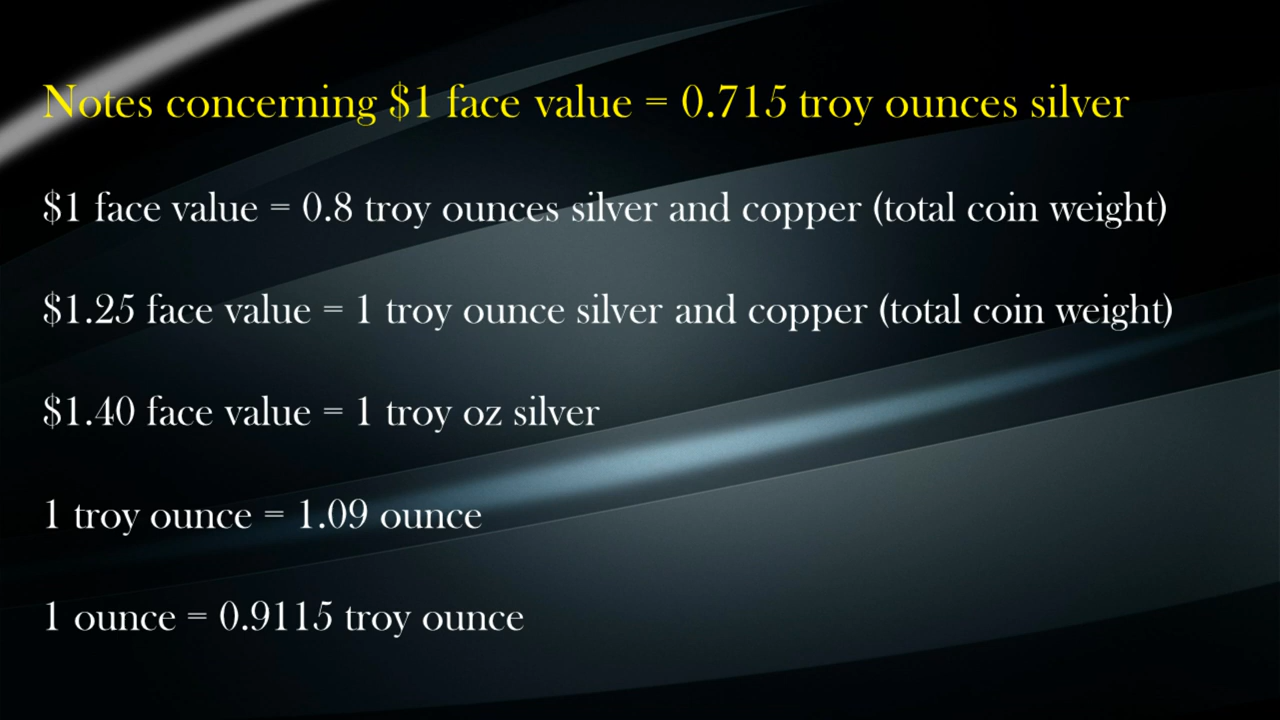 Notes concerning $1 face value = 0.715 troy ounces silver
$1 face value = 0.8 troy ounces silver and copper (total coin weight)
$1.25 face value = 1 troy ounce silver and copper (total coin weight)
$1.40 face value = 1 troy oz silver
1 troy ounce = 1.09 ounce
1 ounce = 0.9115 troy ounce